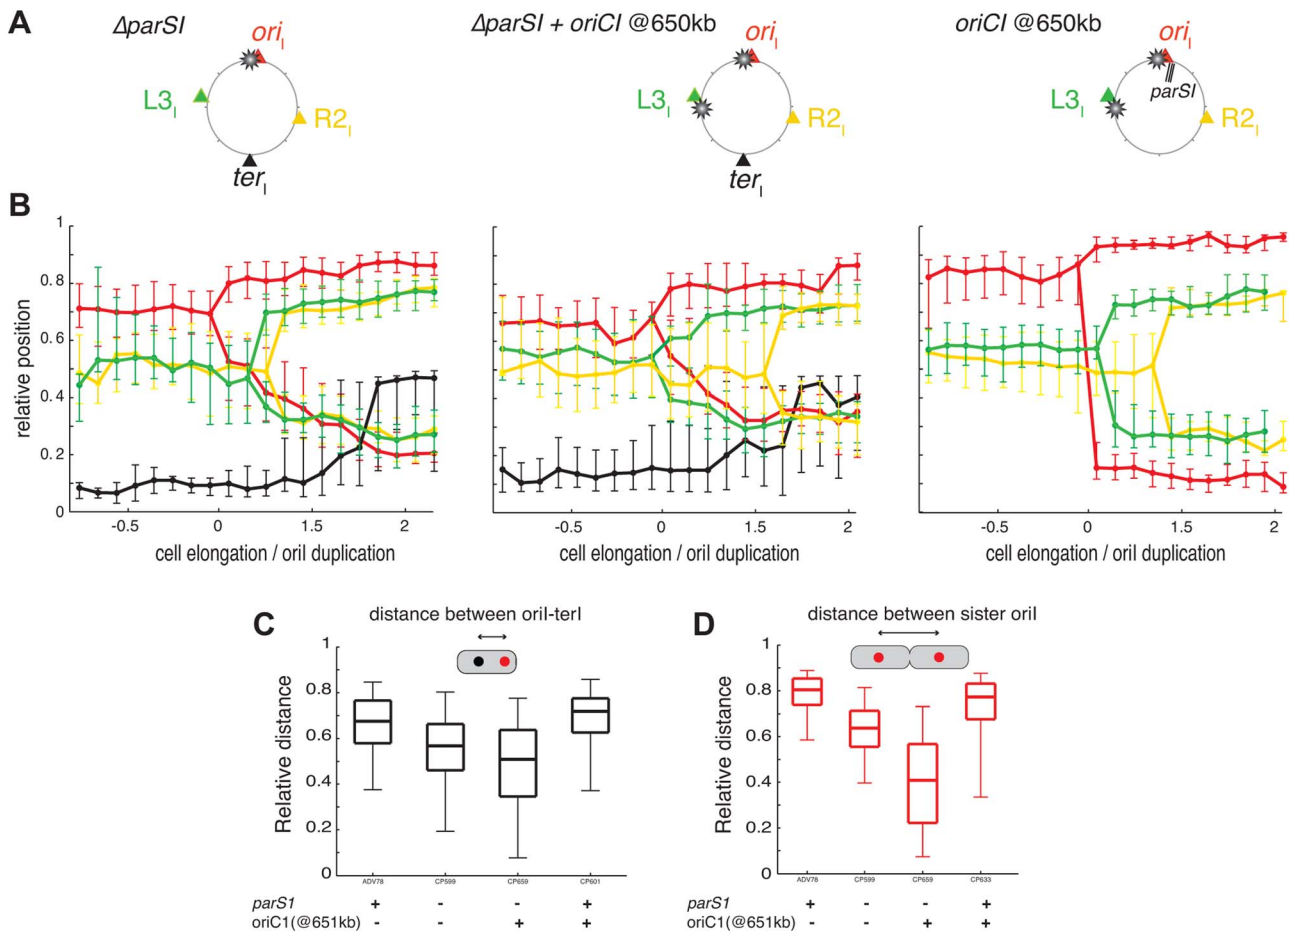 A
ΔparSI
oriI
L3I
R2I
terI
ΔparSI + oriCI @650kb
oriI
L3I
R2I
terI
oriCI @650kb
oriI
parSI
L3I
R2I
B
relative position
1
0.8
0.6
0.4
0.2
0
-0.5 0 1.5 2
cell elongation / oriI duplication
-0.5 0 1.5 2
cell elongation / oriI duplication
-0.5 0 1.5 2
cell elongation / oriI duplication
C
distance between oriI-terI
Relative distance
1
0.8
0.6
0.4
0.2
0
ADV78 CP599 CP659 CP601
parS1 + - - +
oriC1(@651kb) - - + +
D
distance between sister oriI
Relative distance
1
0.8
0.6
0.4
0.2
0
ADV78 CP599 CP659 CP633
parS1 + - - +
oriC1(@651kb) - - + +